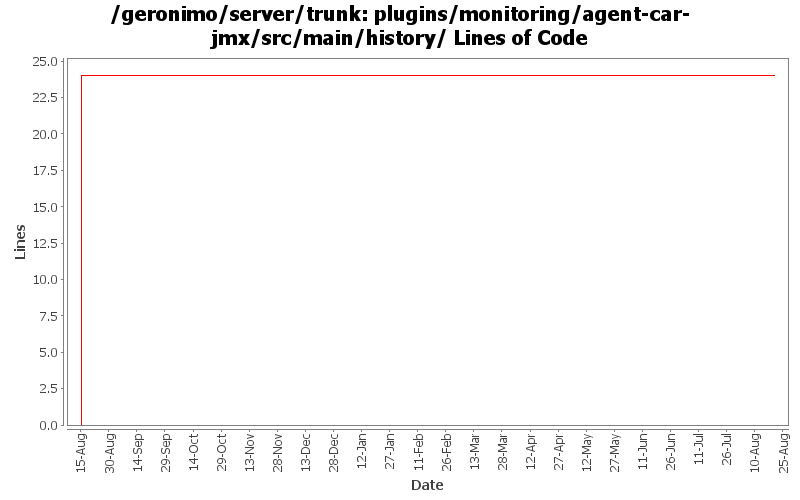 /geronimo/server/trunk: plugins/monitoring/agent-car-
jmx/src/main/history/ Lines of Code
25.0
22.5
20.0
17.5
15.0
12.5
10.0
7.5
5.0
2.5
0.0
Lines
15-Aug
30-Aug
14-Sep
29-Sep
14-Oct
29-Oct
13-Nov
28-Nov
13-Dec
28-Dec
12-Jan
27-Jan
11-Feb
26-Feb
13-Mar
28-Mar
12-Apr
27-Apr
12-May
27-May
11-Jun
26-Jun
11-Jul
26-Jul
10-Aug
25-Aug
Date